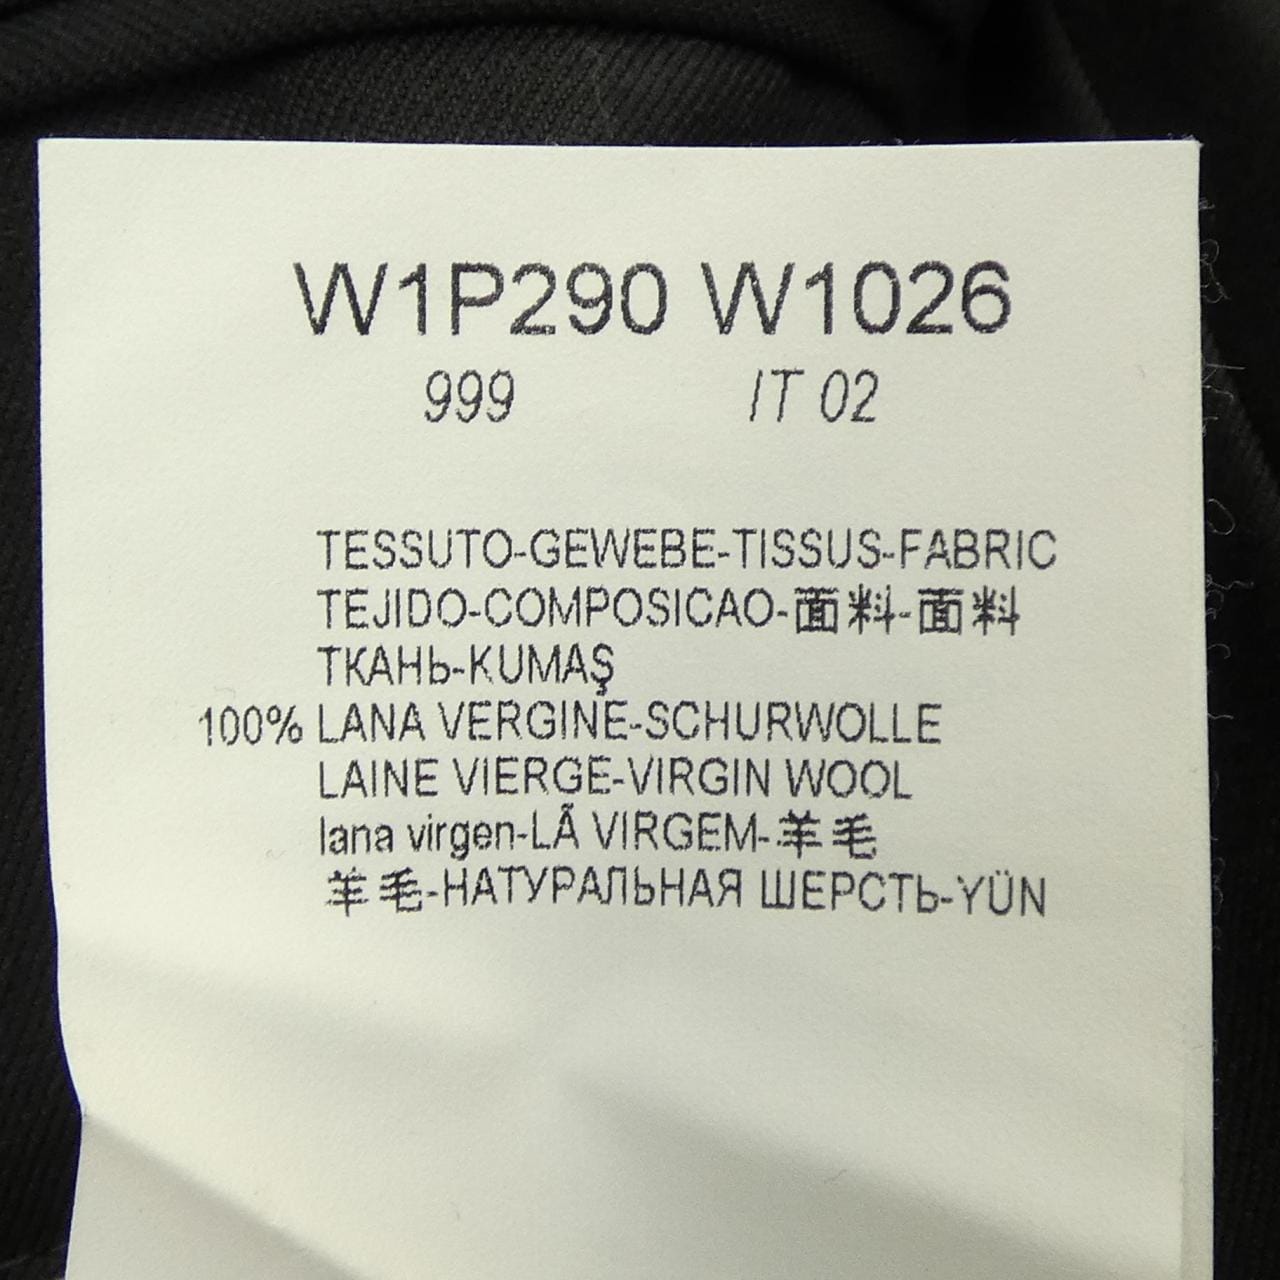 W1P290 W1026
999 IT 02
TESSUTO-GEWEBE-TISSUS-FABRIC
TEJIDO-COMPOSICAO-面料-面料
ТКАНЬ-KUMAŞ
100% LANA VERGINE-SCHURWOLLE
LAINE VIERGE-VIRGIN WOOL
lana virgen-LÃ VIRGEM-羊毛
羊毛-НАТУРАЛЬНАЯ ШЕРСТЬ-YÜN